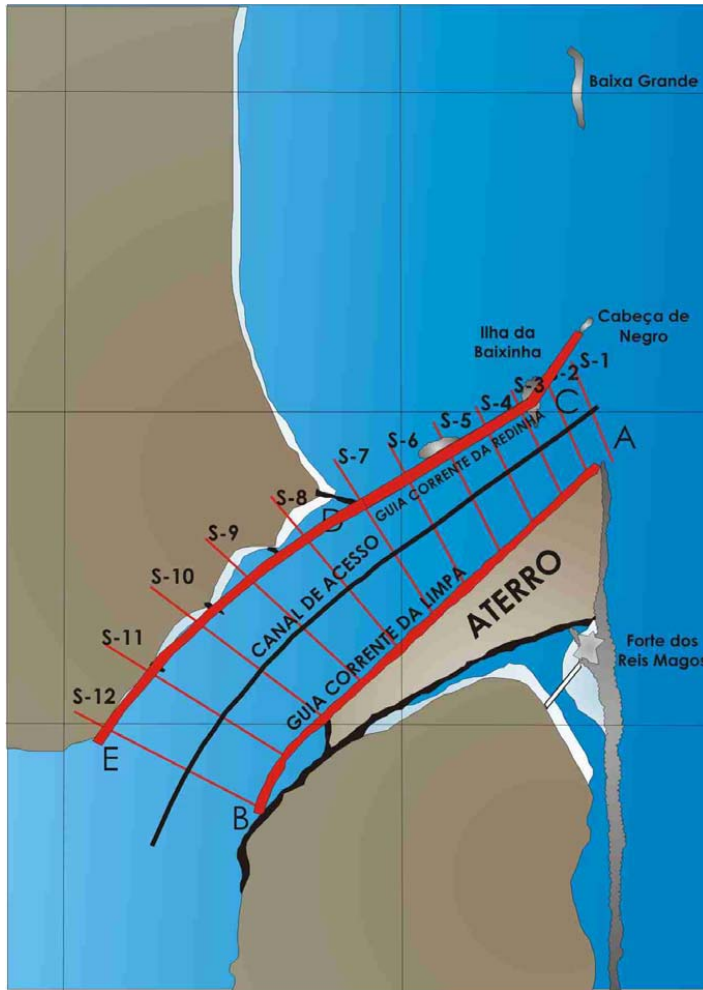 Baixa Grande
Cabeça de
Negro
Ilha da
Baixinha
S-1
S-2
S-3
S-4
S-5
S-6
S-7
S-8
S-9
S-10
S-11
S-12
C
A
D
E
B
GUIA CORRENTE DA REDINHA
CANAL DE ACESSO
GUIA CORRENTE DA LIMPA
ATERRO
Forte dos
Reis Magos